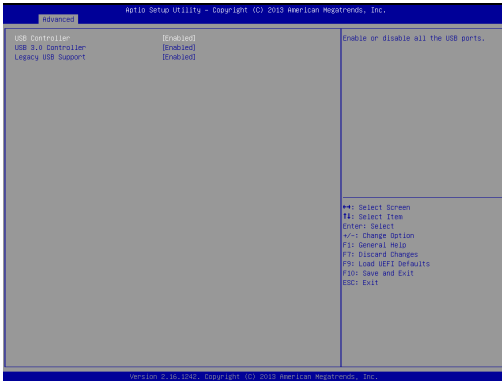 Aptio Setup Utility – Copyright (C) 2013 American Megatrends, Inc.
Advanced
USB Controller [Enabled]
USB 3.0 Controller [Enabled]
Legacy USB Support [Enabled]
Enable or disable all the USB ports.
↔: Select Screen
↑↓: Select Item
Enter: Select
+/-: Change Option
F1: General Help
F7: Discard Changes
F9: Load UEFI Defaults
F10: Save and Exit
ESC: Exit
Version 2.16.1242. Copyright (C) 2013 American Megatrends, Inc.